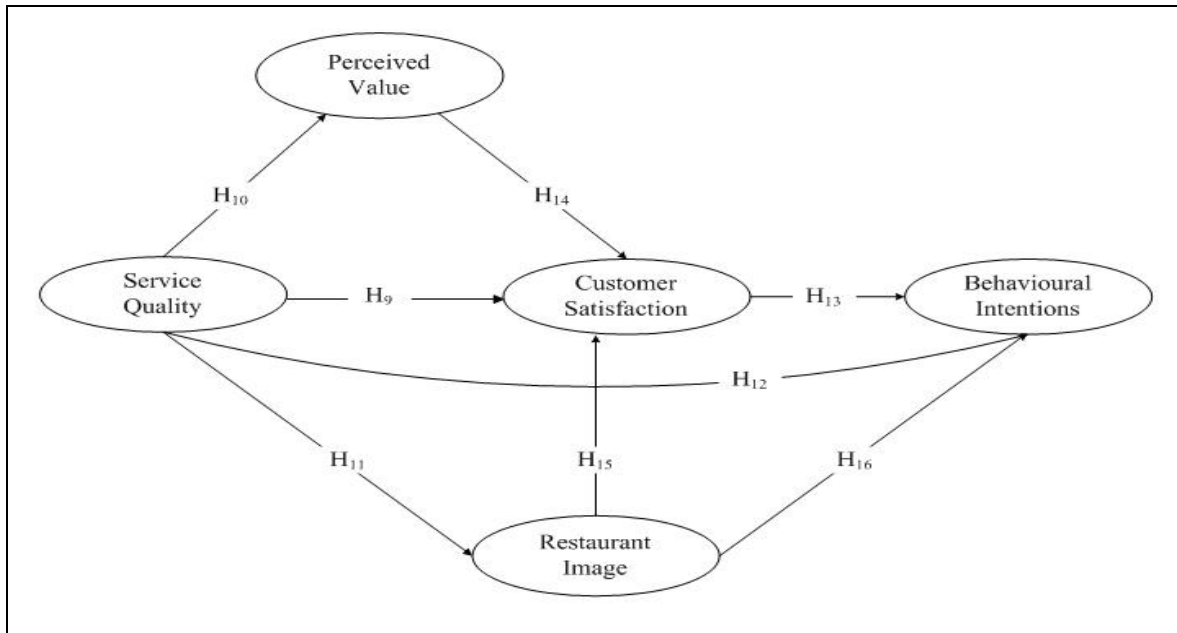 Perceived
Value
H₁₀
H₁₄
Service
Quality
H₉
Customer
Satisfaction
H₁₃
Behavioural
Intentions
H₁₂
H₁₁
H₁₅
H₁₆
Restaurant
Image